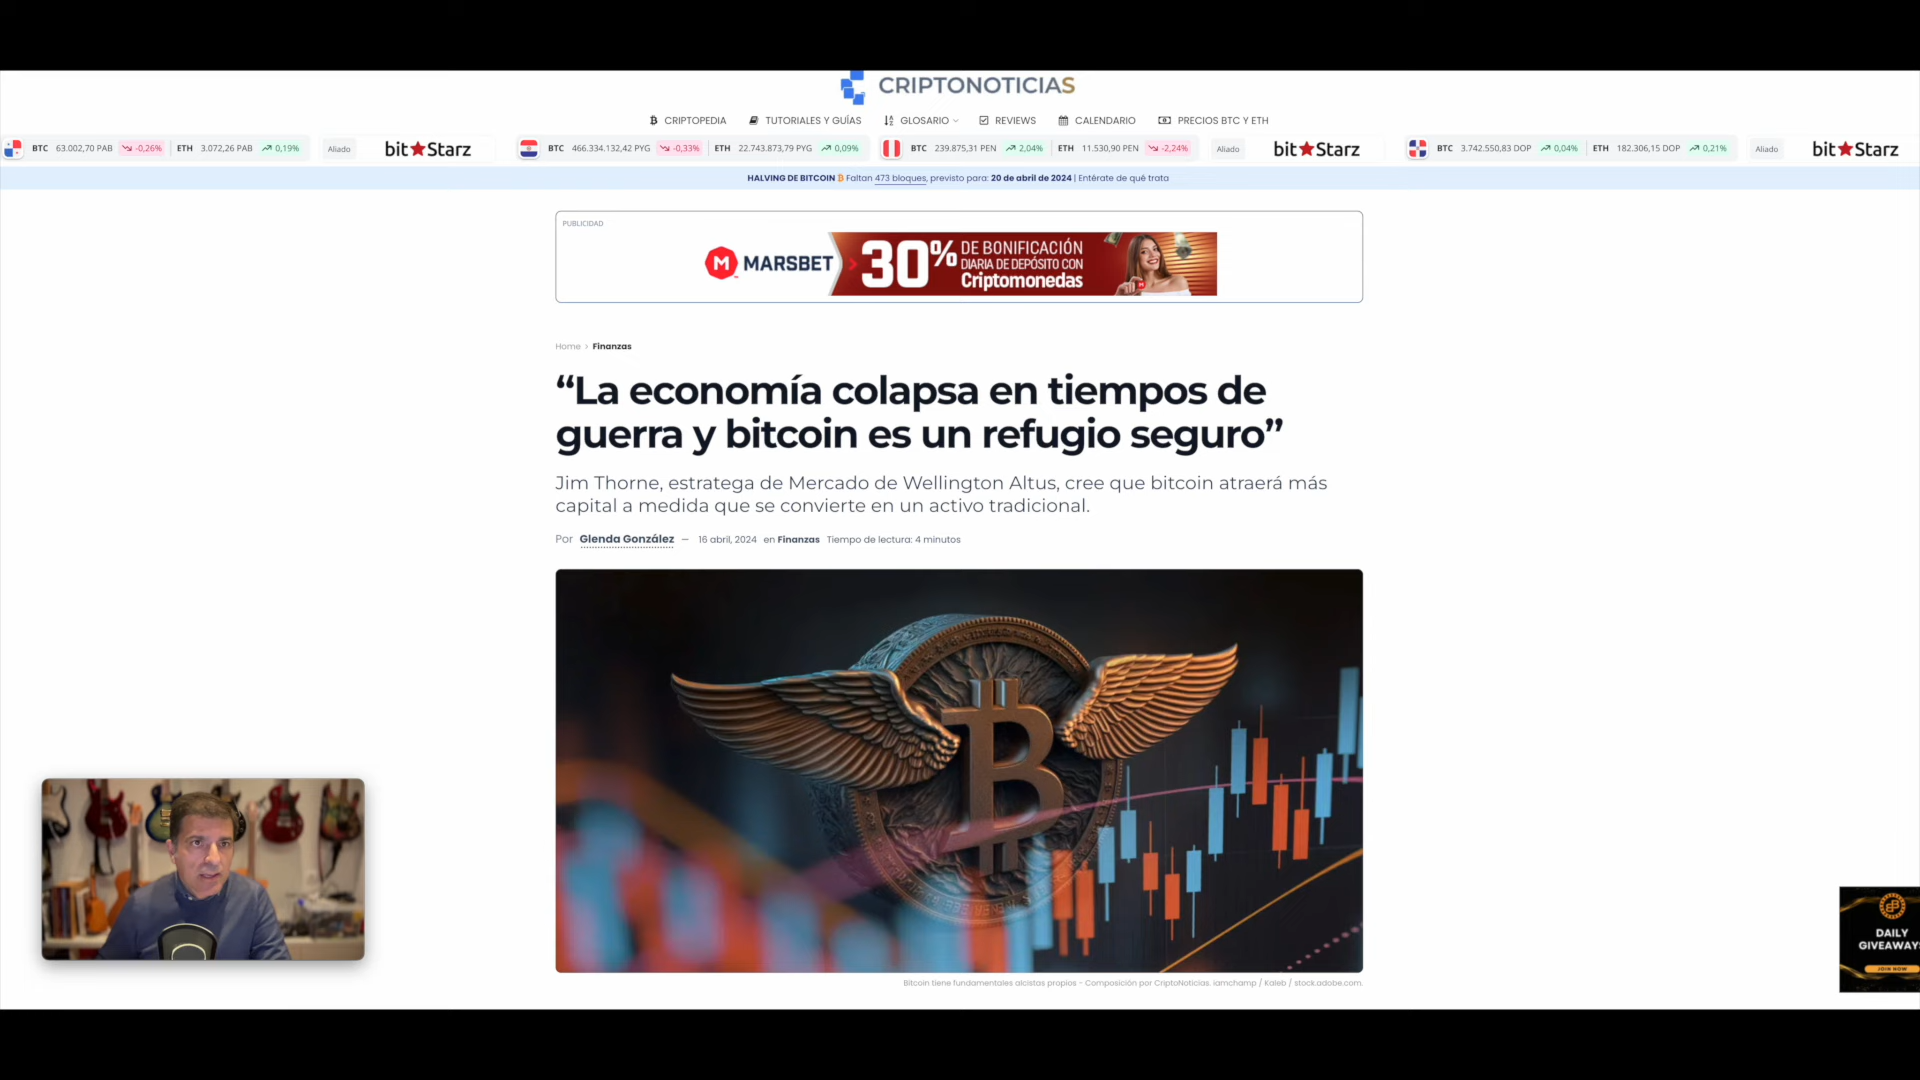 CRIPTONOTICIAS
CRIPTOPEDIA TUTORIALES Y GUÍAS GLOSARIO REVIEWS CALENDARIO PRECIOS BTC Y ETH
BTC 63.002,70 PAB -0,26% ETH 3.072,26 PAB 0,19% Aliado bitStarz BTC 466.334.132,42 PYG -0,33% ETH 22.743.873,79 PYG 0,09% BTC 239.875,31 PEN 2,04% ETH 11.530,90 PEN -2,24% Aliado bitStarz BTC 3.742.550,83 DOP 0,04% ETH 182.306,15 DOP 0,21% Aliado bitStarz
HALVING DE BITCOIN Faltan 473 bloques, previsto para: 20 de abril de 2024 | Entérate de qué trata
PUBLICIDAD
M MARSBET
30%
DE BONIFICACIÓN
DIARIA DE DEPÓSITO CON
Criptomonedas
Home > Finanzas
“La economía colapsa en tiempos de
guerra y bitcoin es un refugio seguro”
Jim Thorne, estratega de Mercado de Wellington Altus, cree que bitcoin atraerá más
capital a medida que se convierte en un activo tradicional.
Por Glenda González — 16 abril, 2024 en Finanzas Tiempo de lectura: 4 minutos
DAILY
GIVEAWAYS
JOIN NOW
Bitcoin tiene fundamentales alcistas propios - Composición por CriptoNoticias. iamchamp / Kaleb / stock.adobe.com.